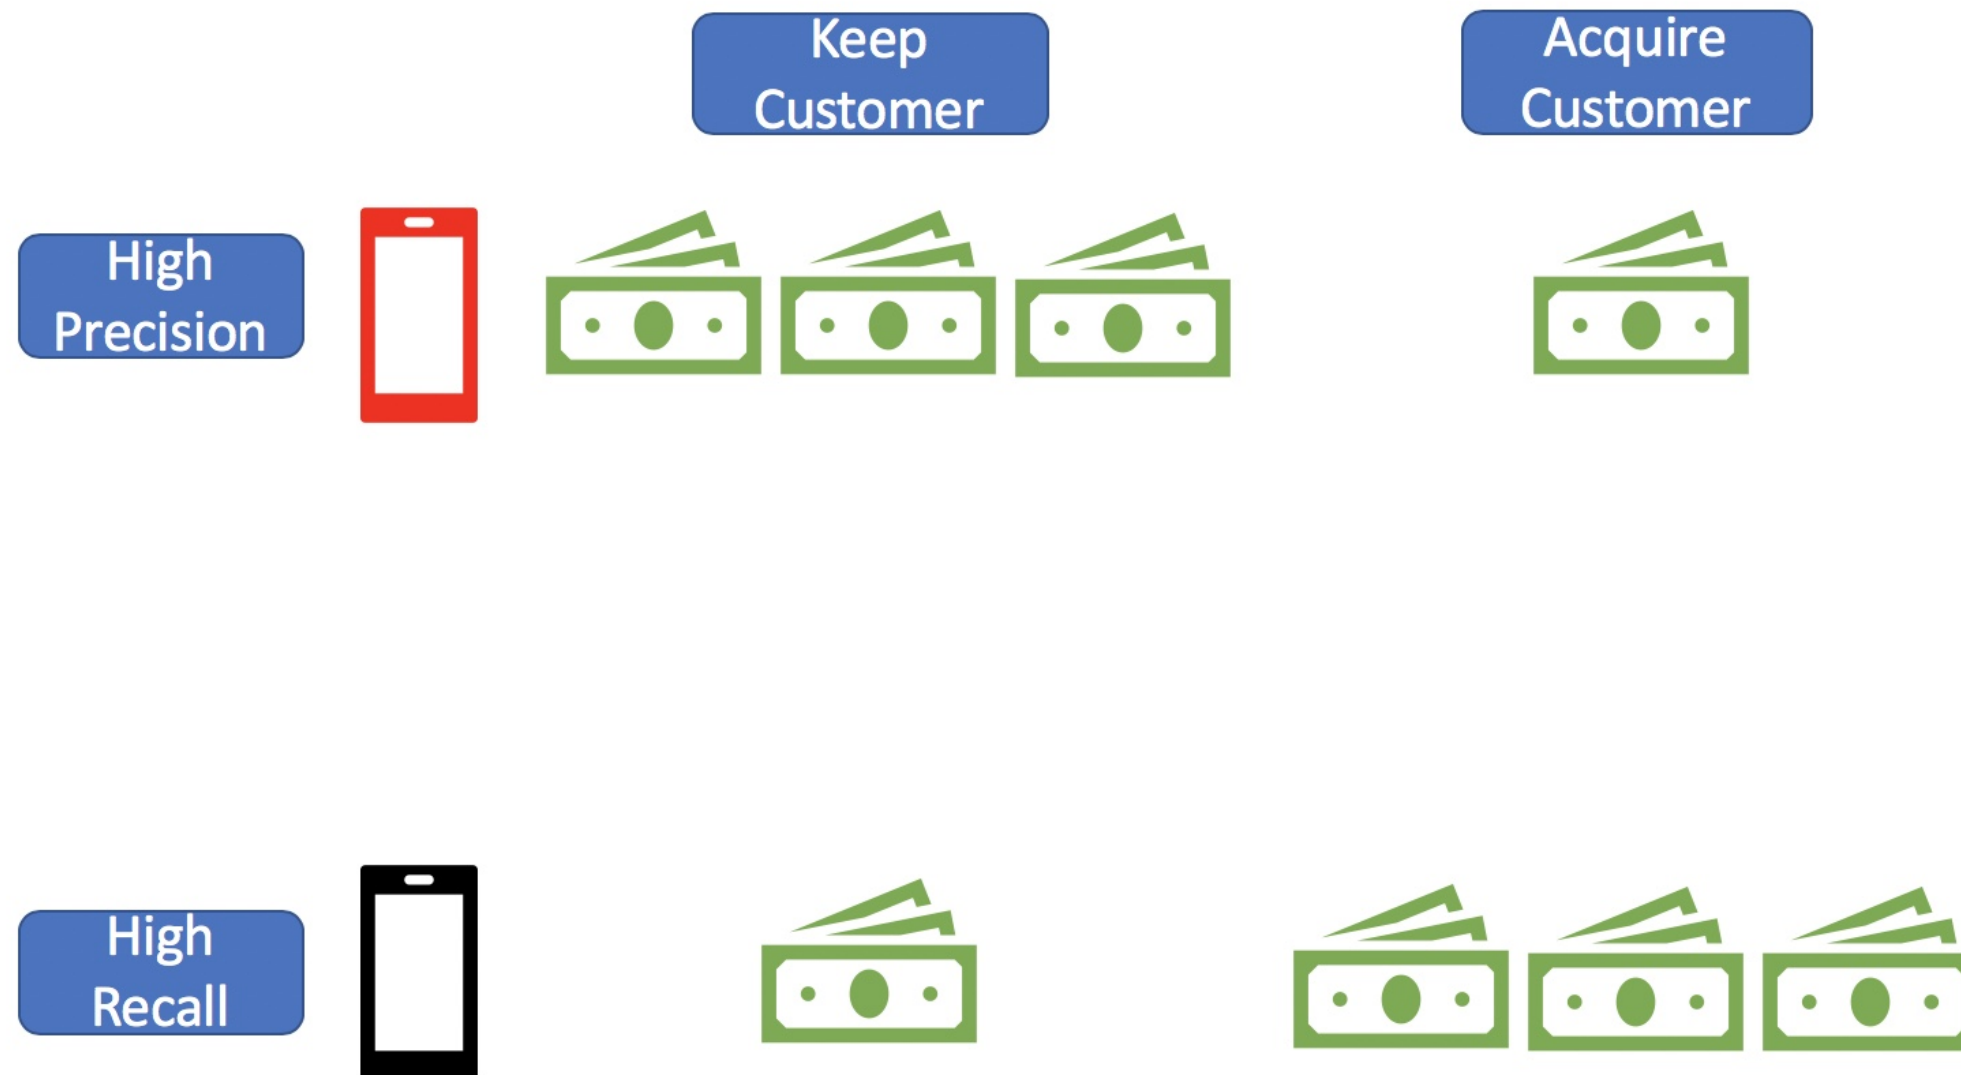 Keep
Customer
Acquire
Customer
High
Precision
High
Recall